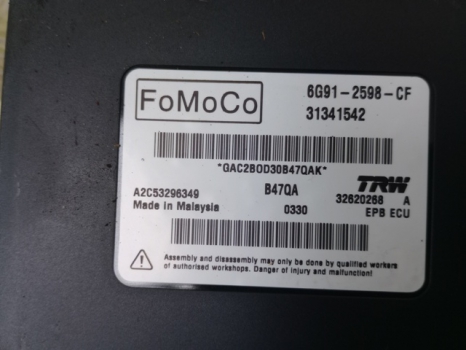 FoMoCo
6G91-2598-CF
31341542
*GAC2BOD30B47QAK*
A2C53296349
B47QA
TRW
Made in Malaysia
0330
32620268 A
EPB ECU
Assembly and disassembly may only be done by qualified workers
of authorised workshops. Danger of injury and malfunction!